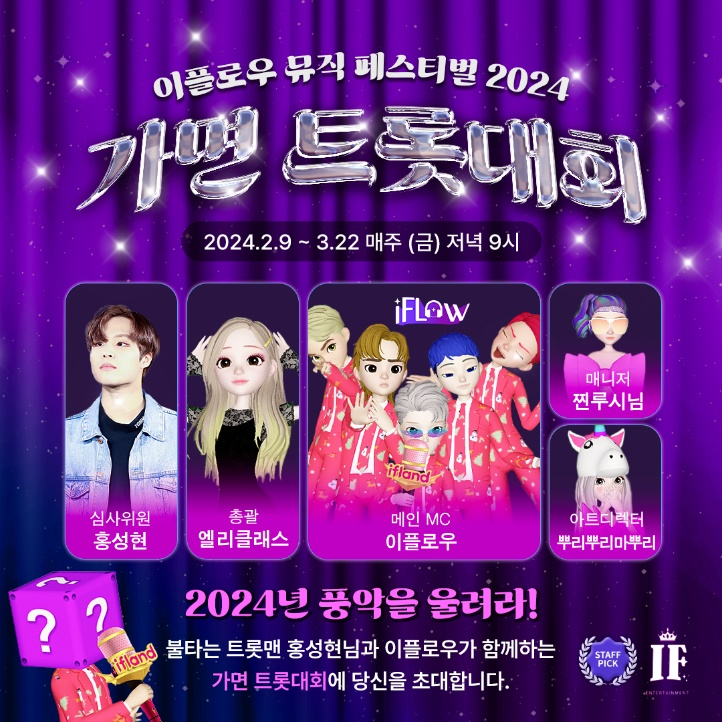 이플로우 뮤직 페스티벌 2024
가면 트롯대회
2024.2.9 ~ 3.22 매주 (금) 저녁 9시
iFLOW
ifland
심사위원
홍성현
총괄
엘리클래스
메인 MC
이플로우
매니저
찐루시님
아트디렉터
뿌리뿌리마뿌리
2024년 풍악을 울려라!
불타는 트롯맨 홍성현님과 이플로우가 함께하는
가면 트롯대회에 당신을 초대합니다.
? ? ?
ifland
STAFF
PICK
IF
ENTERTAINMENT